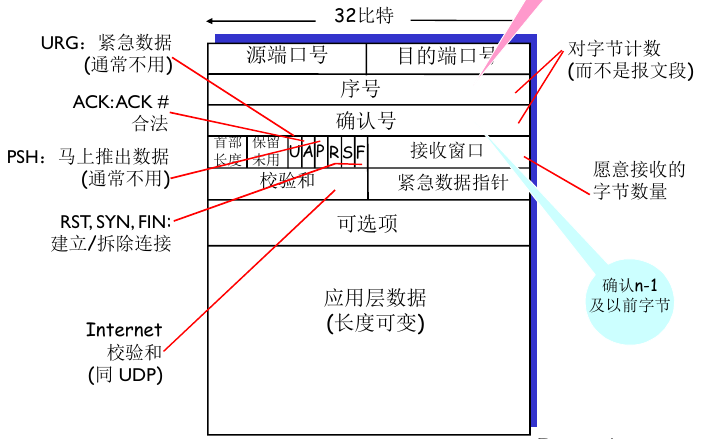 32比特
URG：紧急数据
(通常不用)
ACK:ACK #
合法
PSH：马上推出数据
(通常不用)
RST, SYN, FIN:
建立/拆除连接
Internet
校验和
(同 UDP)
源端口号
目的端口号
序号
确认号
首部
长度
保留
未用
U A P R S F
接收窗口
校验和
紧急数据指针
可选项
应用层数据
(长度可变)
对字节计数
(而不是报文段)
愿意接收的
字节数量
确认n-1
及以前字节